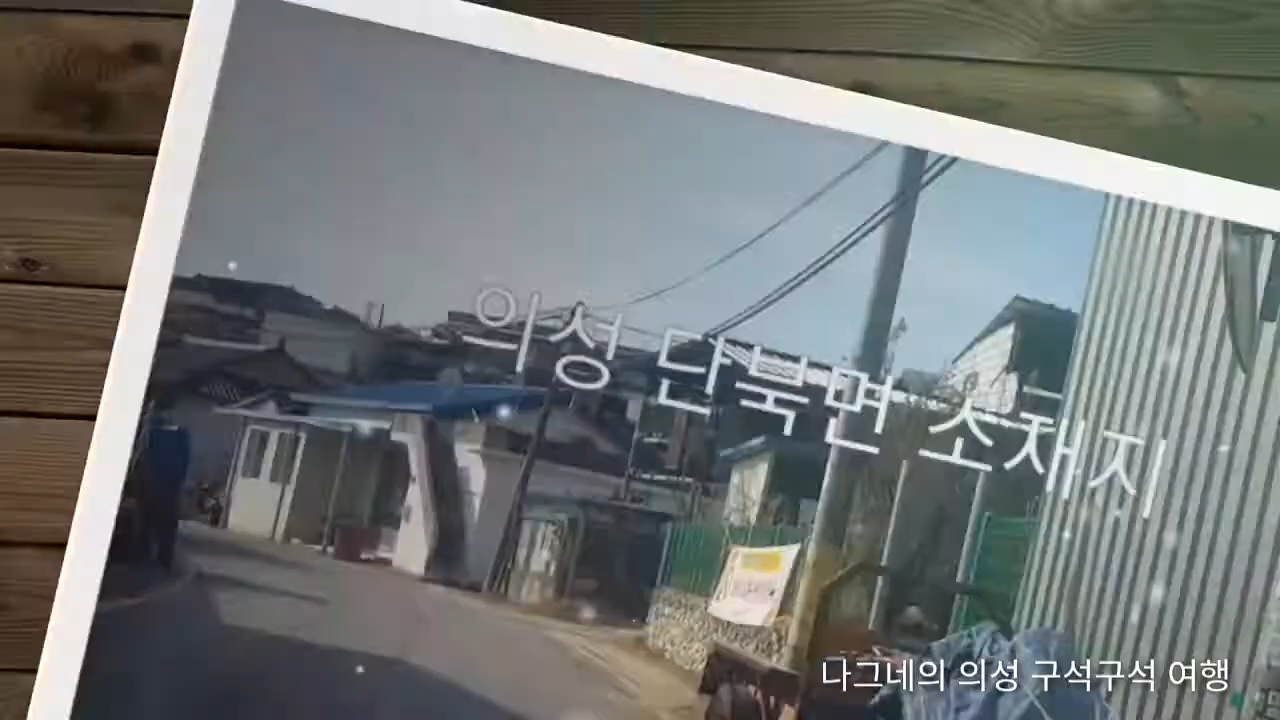 의성 단북면 소재지
나그네의 의성 구석구석 여행